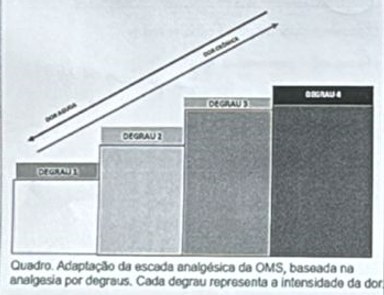 DOR AGUDA
DOR CRÔNICA
DEGRAU 1
DEGRAU 2
DEGRAU 3
DEGRAU 4
Quadro. Adaptação da escada analgésica da OMS, baseada na
analgesia por degraus. Cada degrau representa a intensidade da dor